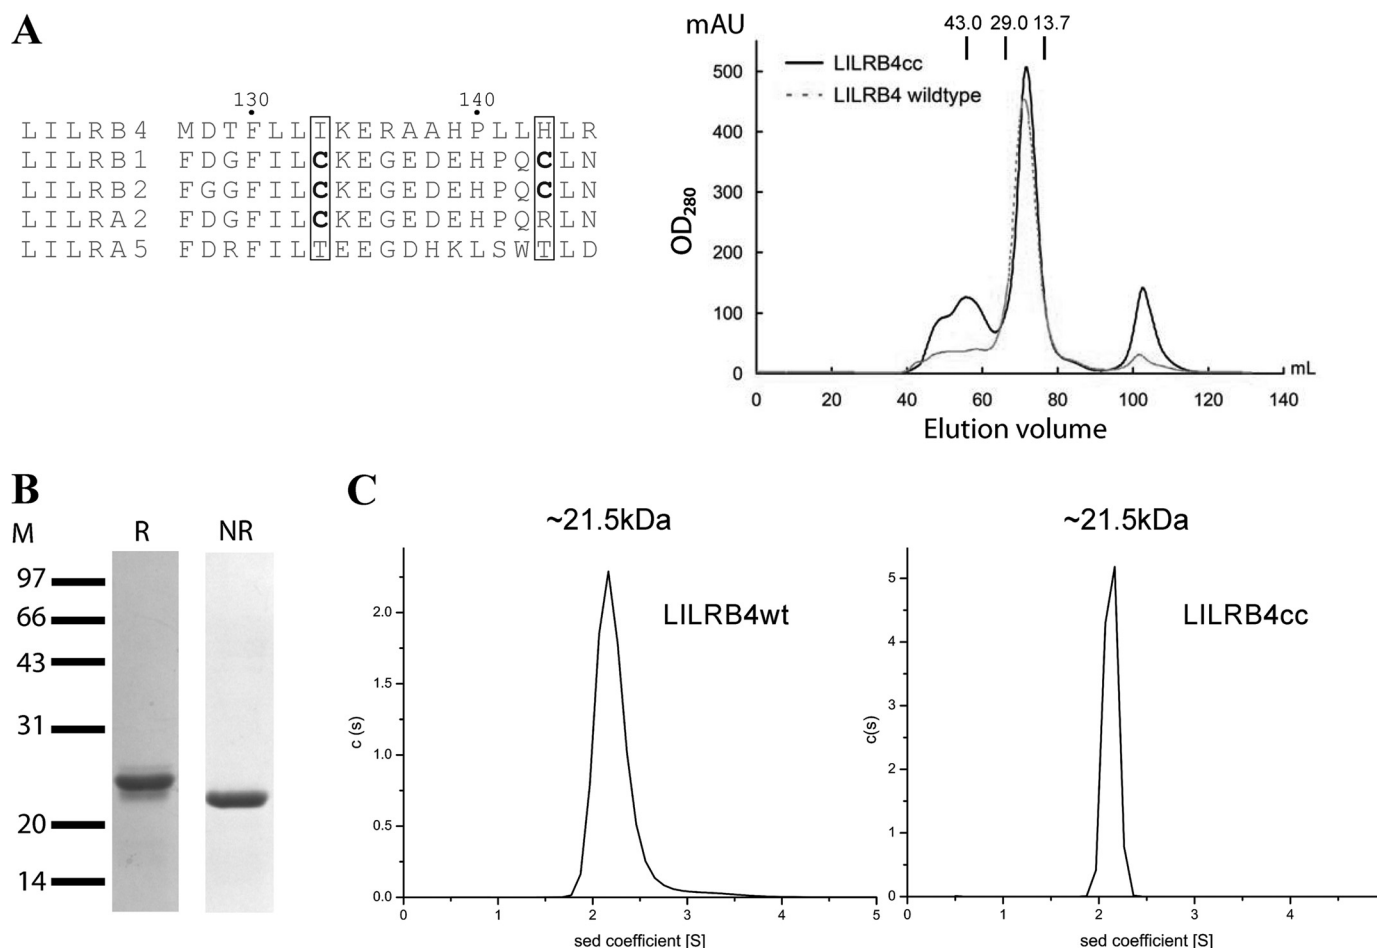 A
130 140
LILRB4 MDTFLLIKERAAHPLLHLR
LILRB1 FDGFILCKEGEDEHPQCLN
LILRB2 FGGFILCKEGEDEHPQCLN
LILRA2 FDGFILCKEGEDEHPQRLN
LILRA5 FDRFILTEEGDHKLSWTLD
mAU
43.0 29.0 13.7
LILRB4cc
LILRB4 wildtype
OD280
500
400
300
200
100
0
mL
0 20 40 60 80 100 120 140
Elution volume
B
M R NR
97
66
43
31
20
14
C
~21.5kDa
LILRB4wt
c (s)
2.0
1.5
1.0
0.5
0.0
0 1 2 3 4 5
sed coefficient [S]
~21.5kDa
LILRB4cc
c(s)
5
4
3
2
1
0
0 1 2 3 4
sed coefficient [S]